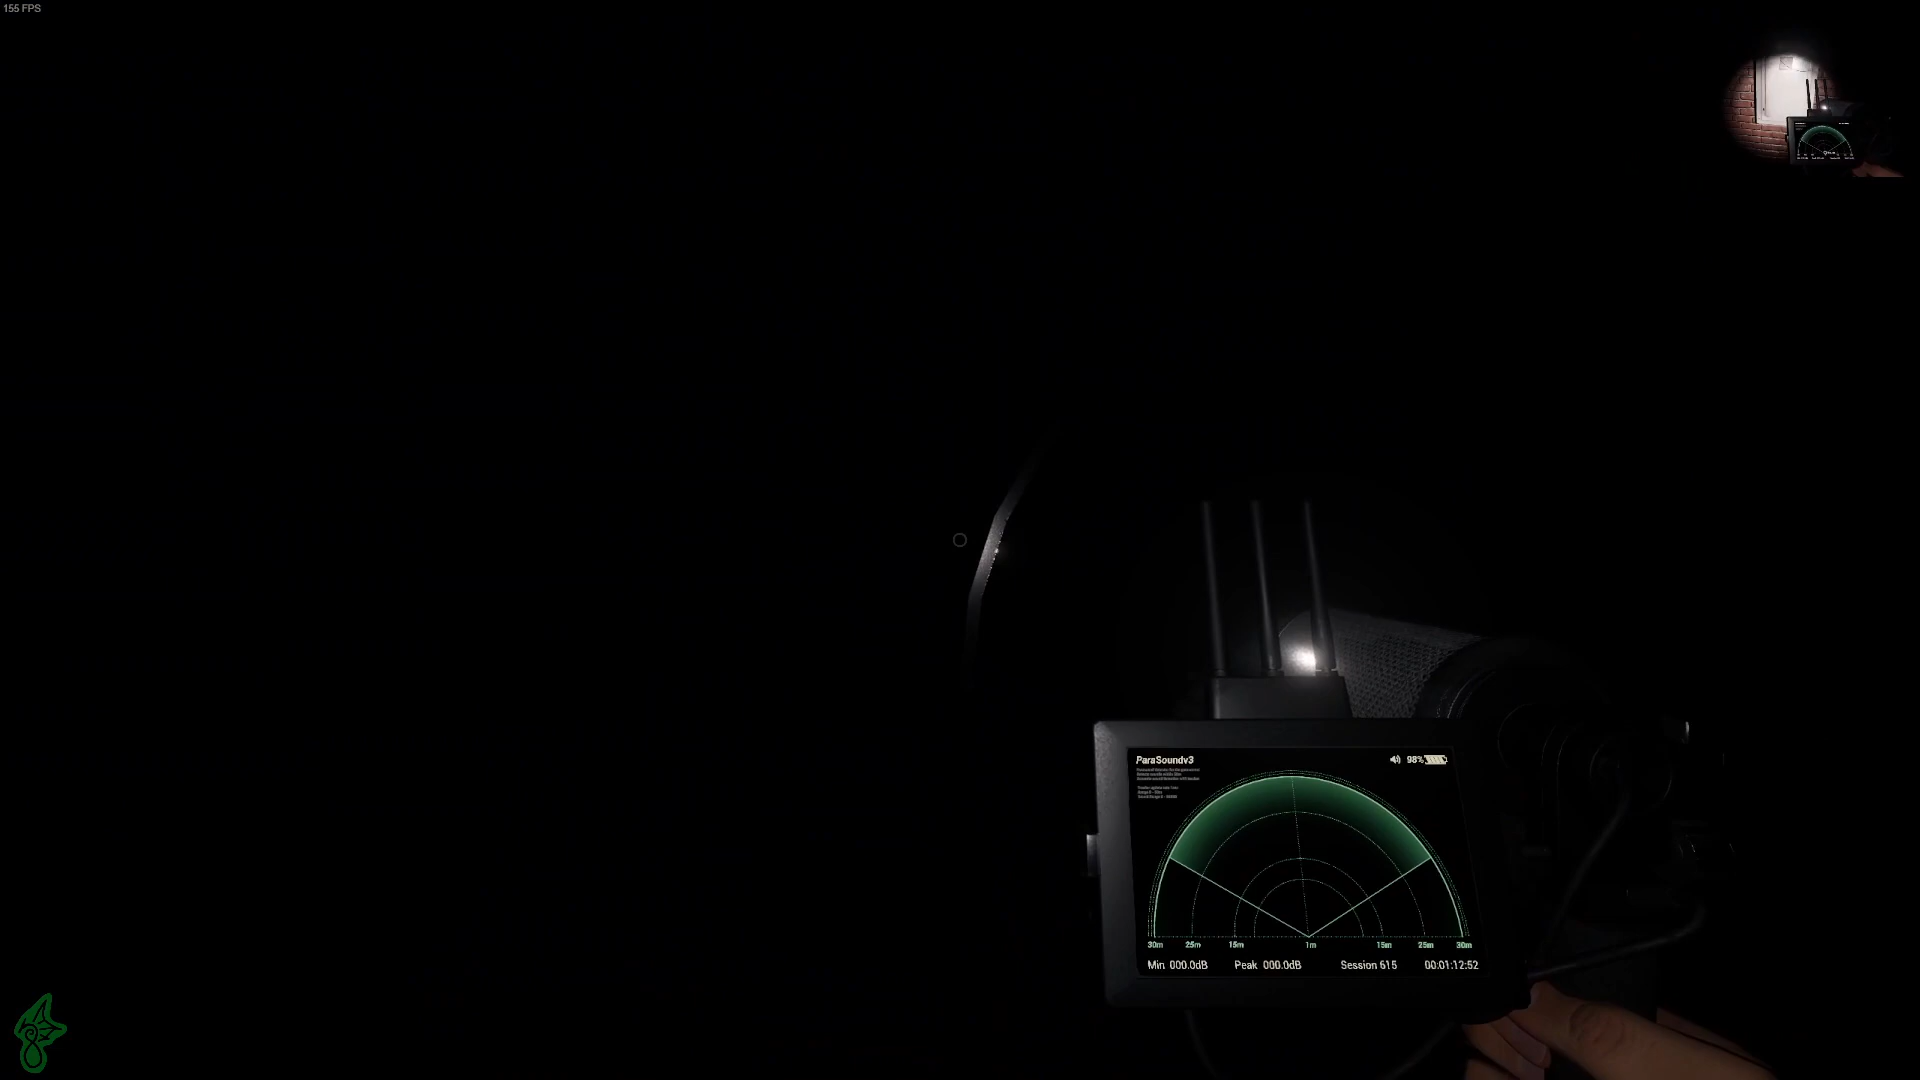 155 FPS
ParaSoundv3
98%
30m 25m 15m 1m 15m 25m 30m
Min 000.0dB Peak 000.0dB Session 615 00:01:12:52